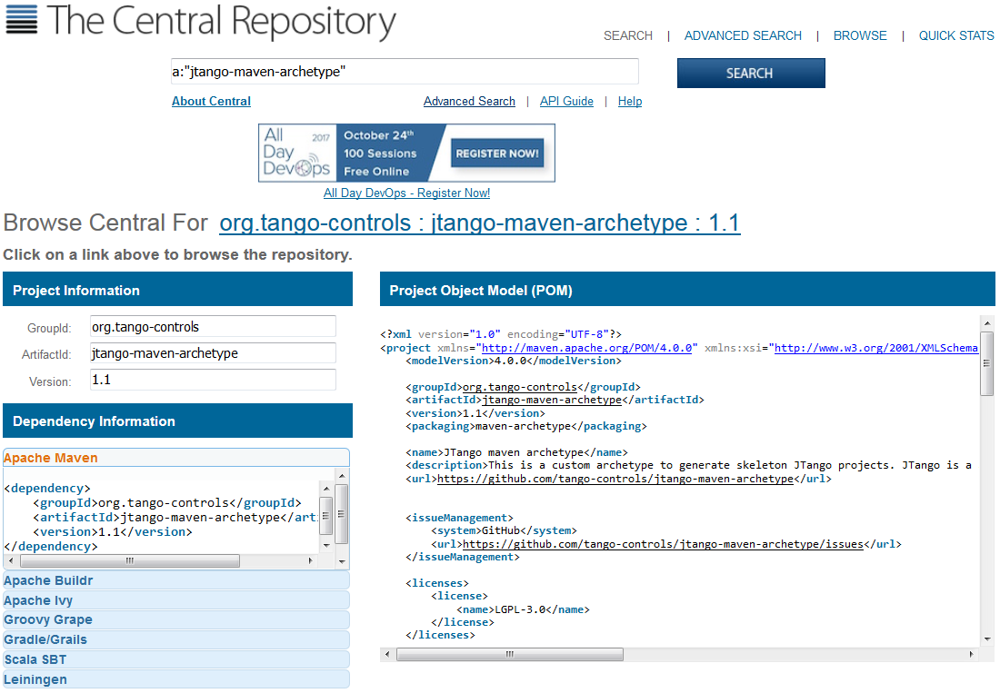 The Central Repository
SEARCH | ADVANCED SEARCH | BROWSE | QUICK STATS
a:"jtango-maven-archetype"
SEARCH
About Central
Advanced Search | API Guide | Help
All Day DevOps 2017
October 24th
100 Sessions
Free Online
REGISTER NOW!
All Day DevOps - Register Now!
Browse Central For org.tango-controls : jtango-maven-archetype : 1.1
Click on a link above to browse the repository.
Project Information
GroupId: org.tango-controls
ArtifactId: jtango-maven-archetype
Version: 1.1
Dependency Information
Apache Maven
<dependency>
<groupId>org.tango-controls</groupId>
<artifactId>jtango-maven-archetype</arti
<version>1.1</version>
</dependency>
Apache Buildr
Apache Ivy
Groovy Grape
Gradle/Grails
Scala SBT
Leiningen
Project Object Model (POM)
<?xml version="1.0" encoding="UTF-8"?>
<project xmlns="http://maven.apache.org/POM/4.0.0" xmlns:xsi="http://www.w3.org/2001/XMLSchema
<modelVersion>4.0.0</modelVersion>
<groupId>org.tango-controls</groupId>
<artifactId>jtango-maven-archetype</artifactId>
<version>1.1</version>
<packaging>maven-archetype</packaging>
<name>JTango maven archetype</name>
<description>This is a custom archetype to generate skeleton JTango projects. JTango is a
<url>https://github.com/tango-controls/jtango-maven-archetype</url>
<issueManagement>
<system>GitHub</system>
<url>https://github.com/tango-controls/jtango-maven-archetype/issues</url>
</issueManagement>
<licenses>
<license>
<name>LGPL-3.0</name>
</license>
</licenses>